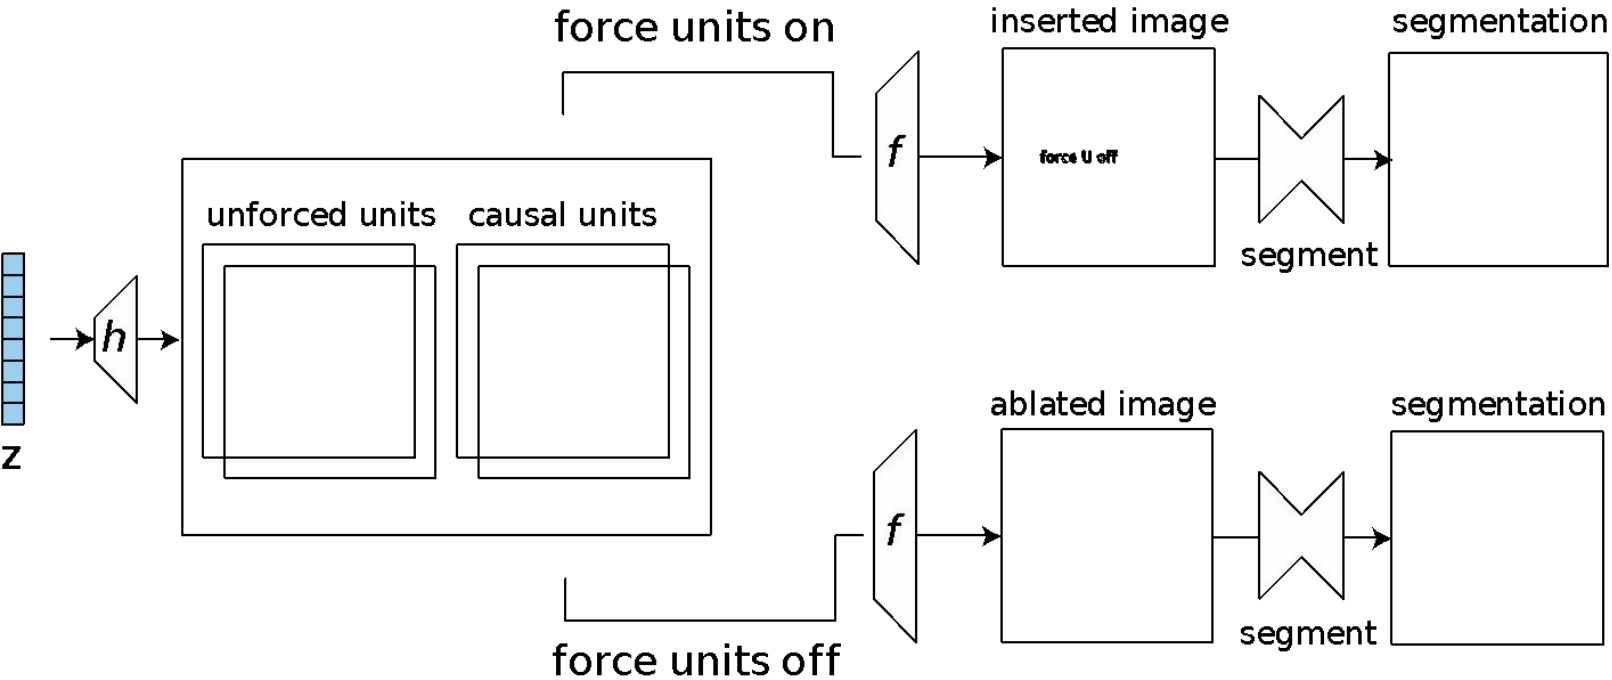 force units on
inserted image
segmentation
f
force U off
segment
unforced units
causal units
h
z
ablated image
segmentation
f
segment
force units off